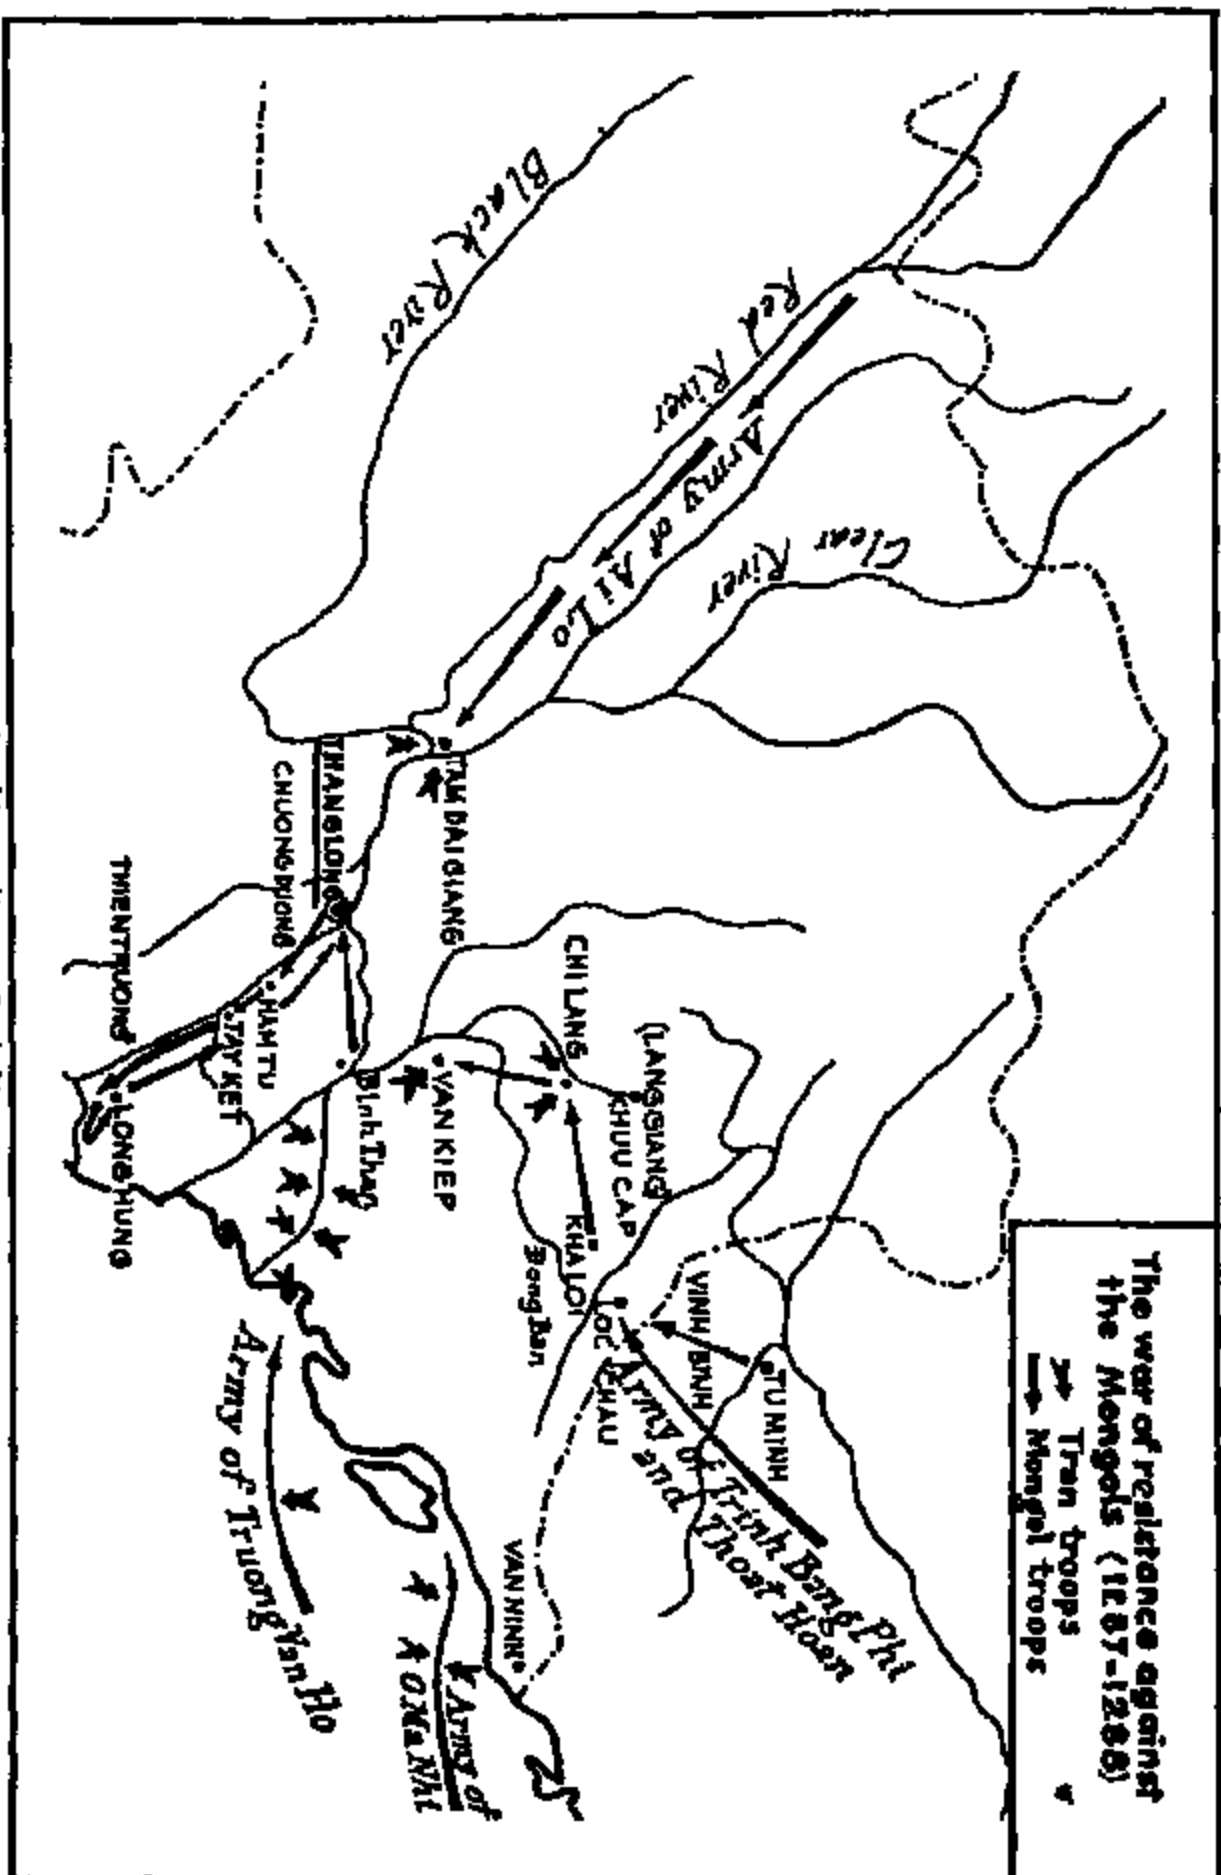 The war of resistance against
the Mongols (1287-1288)
Tran troops
Mongol troops
Black River
Red River
Army of Ai Lo
Clear River
TAM DAI GIANG
THANG LONG
CHUONG DUONG
THIEN TRUONG
HAM TU
TAY KET
LONG HUNG
Binh Than
VAN KIEP
CHI LANG
(LANG GIANG)
KHUU CAP
KHA LOI
Bong Ban
LOC CHAU
VINH BINH
TU MINH
Army of Trinh Bang Phi
and Thoat Hoan
VAN NINH
Army of
O Ma Nhi
Army of Truong Van Ho